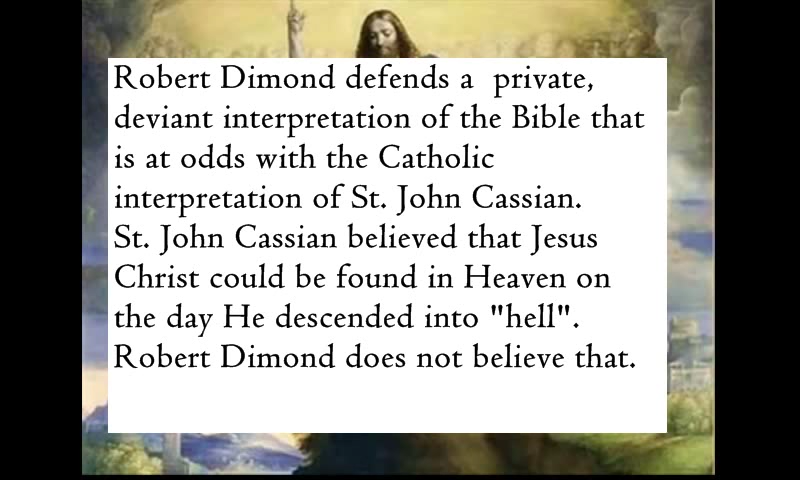 Robert Dimond defends a  private,
deviant interpretation of the Bible that
is at odds with the Catholic
interpretation of St. John Cassian.
St. John Cassian believed that Jesus
Christ could be found in Heaven on
the day He descended into "hell".
Robert Dimond does not believe that.